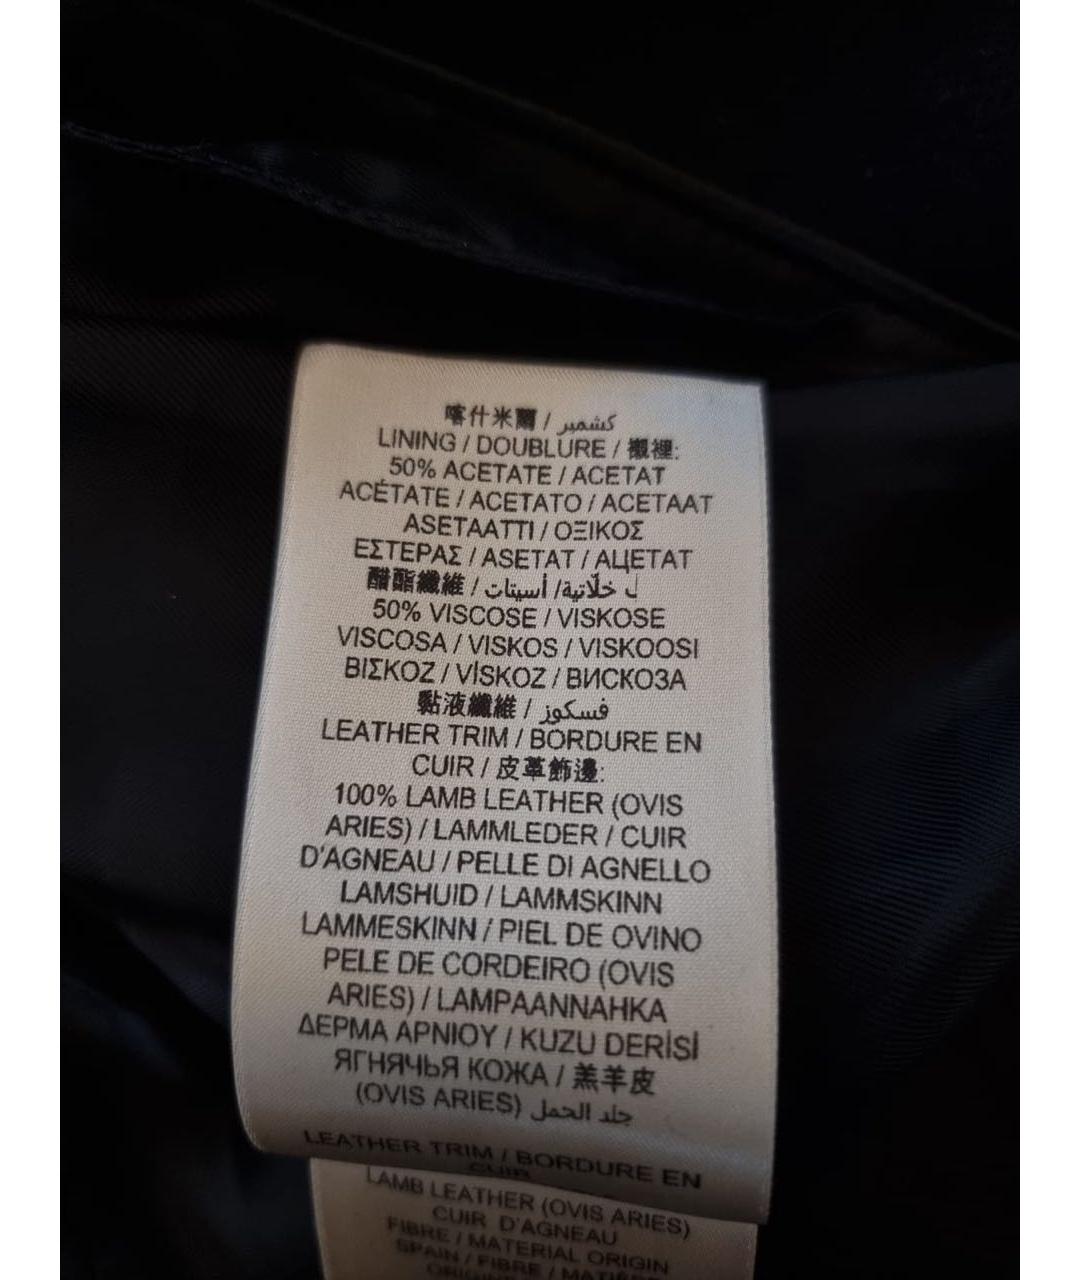 喀什米爾 / كشمير
LINING / DOUBLURE / 襯裡:
50% ACETATE / ACETAT
ACÉTATE / ACETATO / ACETAAT
ASETAATTI / ΟΞΙΚΟΣ
ΕΣΤΕΡΑΣ / ASETAT / АЦЕТАТ
醋酯纖維 / أسيتات /خلّاتية ل
50% VISCOSE / VISKOSE
VISCOSA / VISKOS / VISKOOSI
ΒΙΣΚΟΖ / VİSKOZ / ВИСКОЗА
黏液纖維 / فسكوز
LEATHER TRIM / BORDURE EN
CUIR / 皮革飾邊:
100% LAMB LEATHER (OVIS
ARIES) / LAMMLEDER / CUIR
D'AGNEAU / PELLE DI AGNELLO
LAMSHUID / LAMMSKINN
LAMMESKINN / PIEL DE OVINO
PELE DE CORDEIRO (OVIS
ARIES) / LAMPAANNAHKA
ΔΕΡΜΑ ΑΡΝΙΟΥ / KUZU DERİSİ
ЯГНЯЧЬЯ КОЖА / 羔羊皮
(OVIS ARIES) جلد الحمل
LEATHER TRIM / BORDURE EN
CUIR
LAMB LEATHER (OVIS ARIES)
CUIR D'AGNEAU
FIBRE / MATERIAL ORIGIN
SPAIN / FIBRE / MATIÈRE